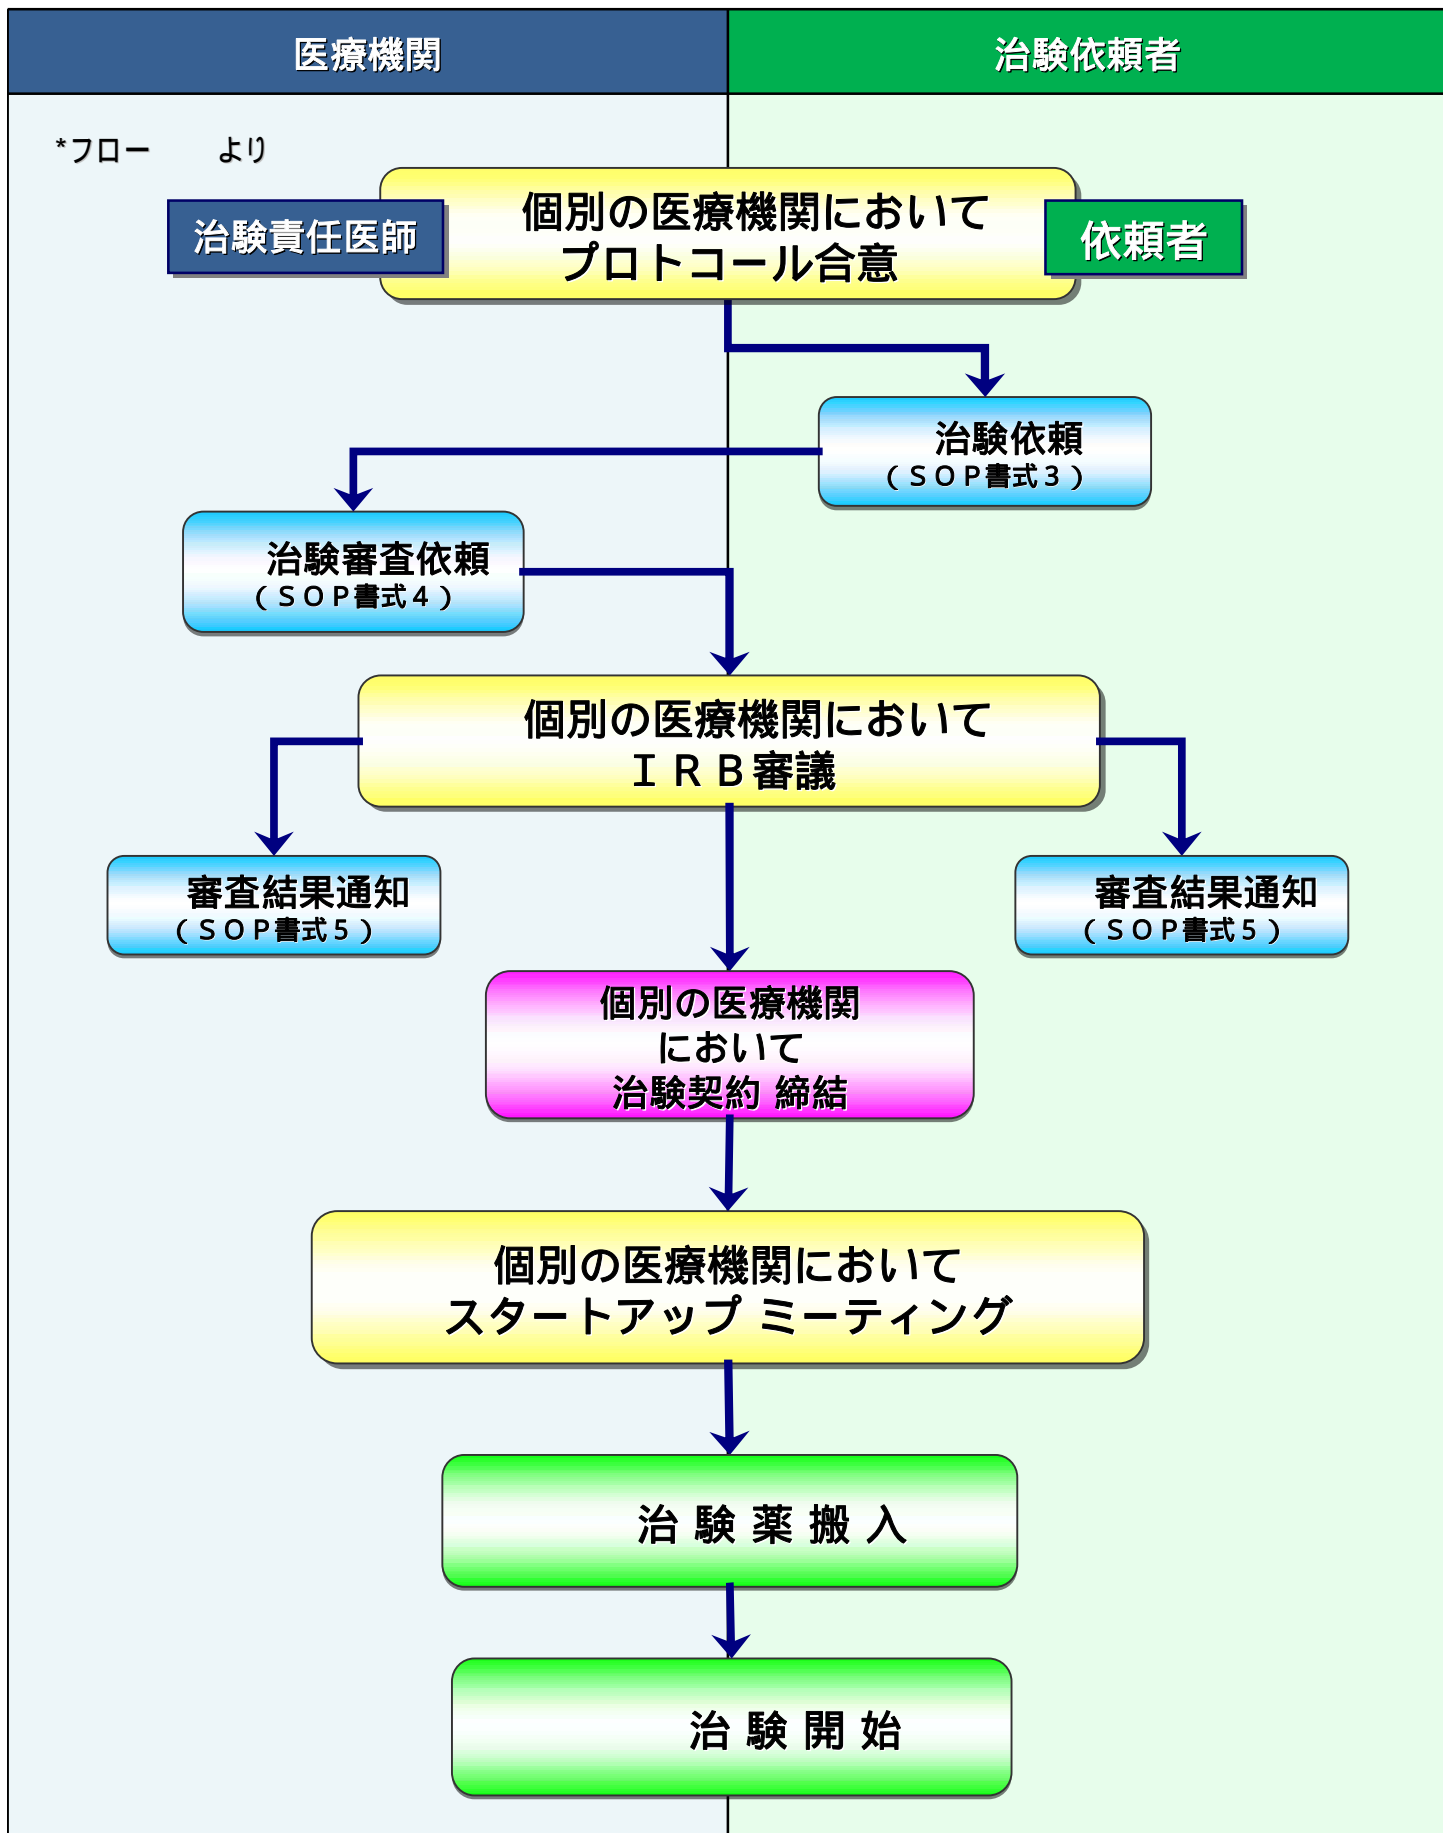 医療機関
治験依頼者
*フロー　　より
個別の医療機関において
プロトコール合意
治験責任医師
依頼者
治験依頼
（ＳＯＰ書式３）
治験審査依頼
（ＳＯＰ書式４）
個別の医療機関において
ＩＲＢ審議
審査結果通知
（ＳＯＰ書式５）
審査結果通知
（ＳＯＰ書式５）
個別の医療機関
において
治験契約 締結
個別の医療機関において
スタートアップ ミーティング
治 験 薬 搬 入
治 験 開 始